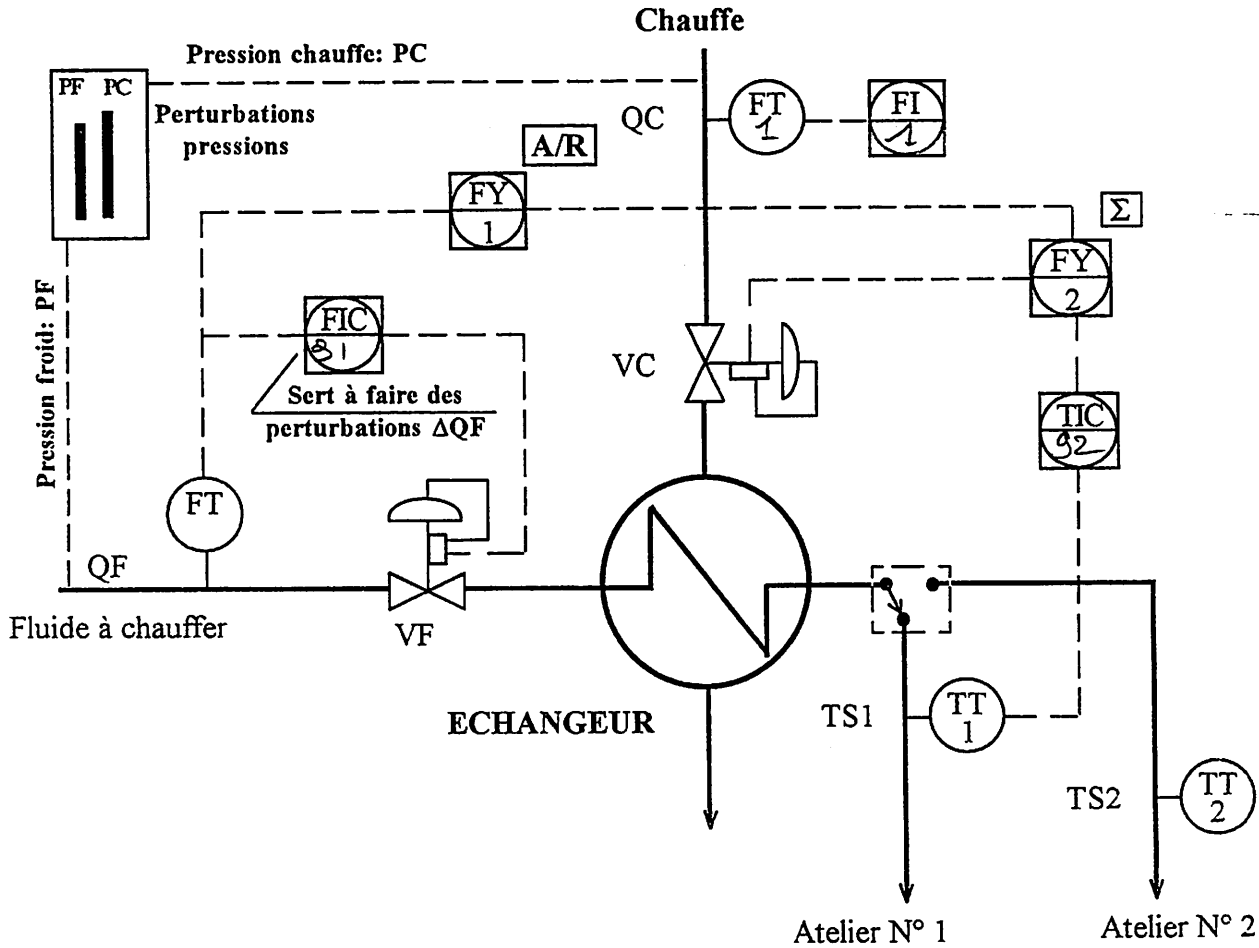 Chauffe
Pression chauffe: PC
PF PC
Perturbations
pressions
QC
FT
1
FI
1
A/R
FY
1
Σ
FY
2
Pression froid: PF
FIC
91
VC
Sert à faire des
perturbations ΔQF
TIC
92
FT
QF
Fluide à chauffer
VF
ECHANGEUR
TS1
TT
1
TS2
TT
2
Atelier N° 1
Atelier N° 2